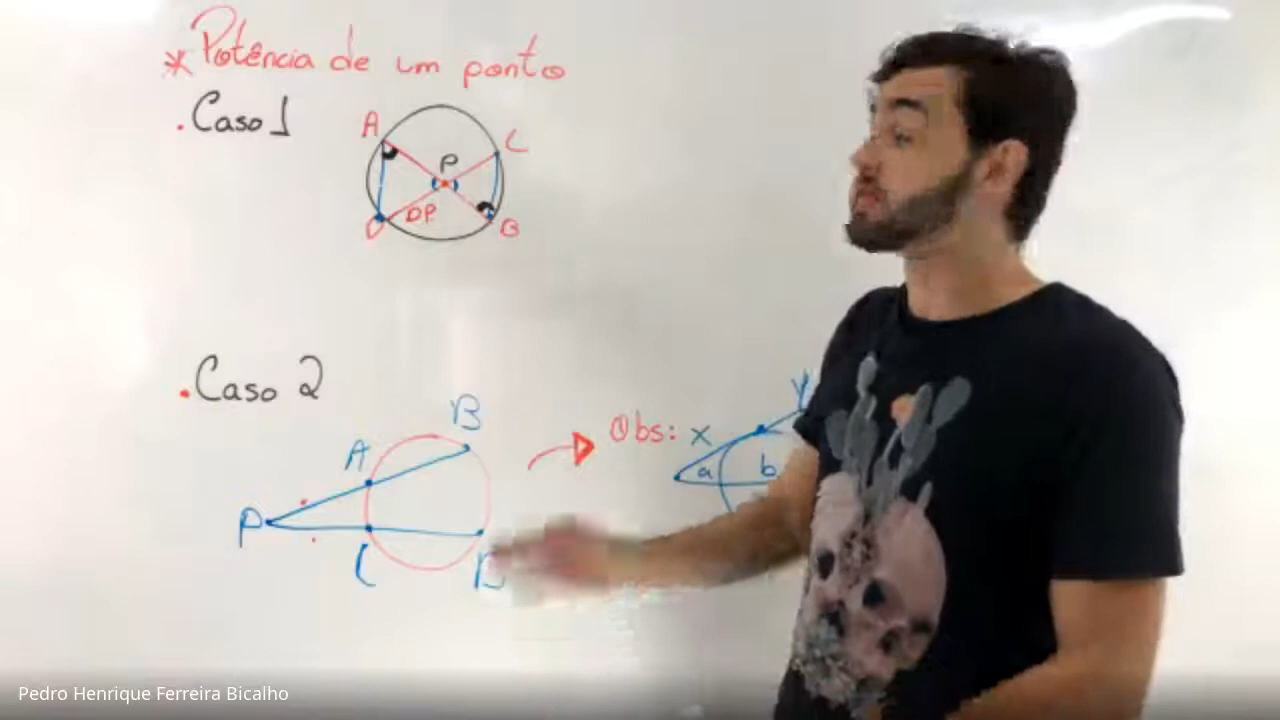 * Potência de um ponto
. Caso 1
A
C
P
D
DP
B
. Caso 2
B
A
P
C
D
Obs: x
y
a
b
Pedro Henrique Ferreira Bicalho